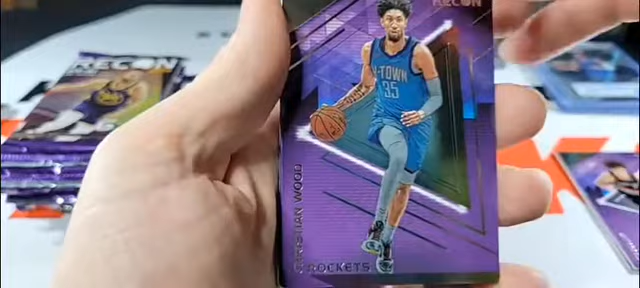 RECON
RECON
H-TOWN
35
CHRISTIAN WOOD
ROCKETS